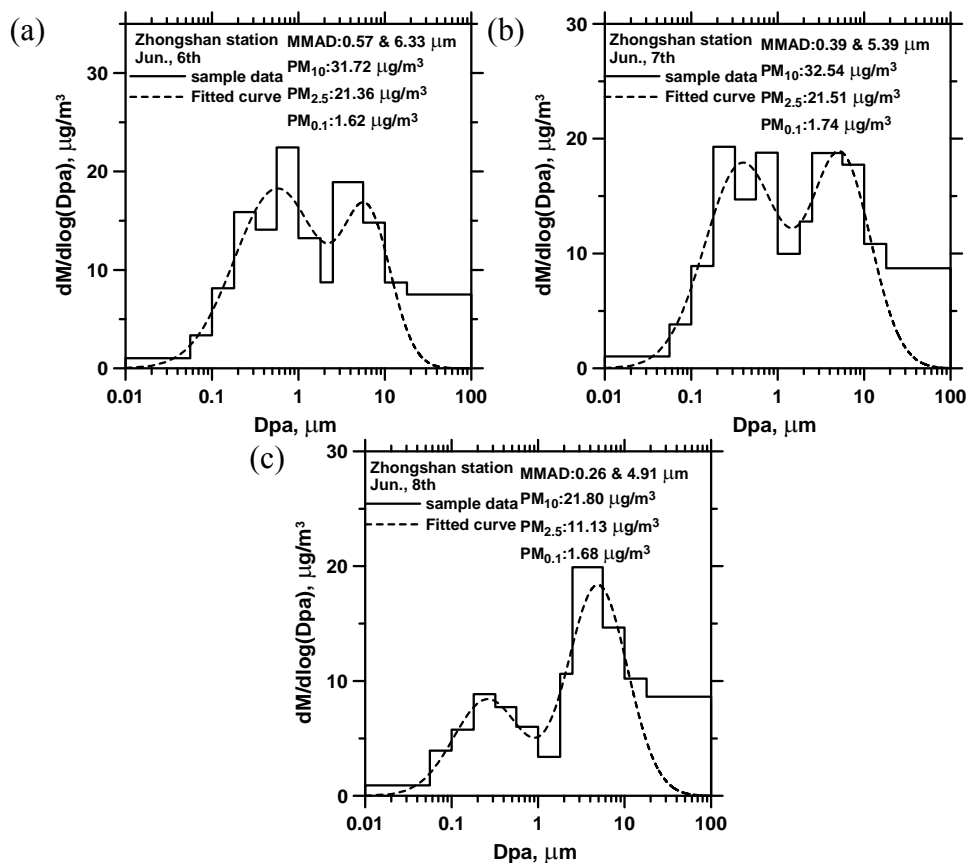 (a)
Zhongshan station
Jun., 6th
sample data
Fitted curve
MMAD:0.57 & 6.33 μm
PM10:31.72 μg/m3
PM2.5:21.36 μg/m3
PM0.1:1.62 μg/m3
dM/dlog(Dpa), μg/m3
30
20
10
0
0.01 0.1 1 10 100
Dpa, μm
(b)
Zhongshan station
Jun., 7th
sample data
Fitted curve
MMAD:0.39 & 5.39 μm
PM10:32.54 μg/m3
PM2.5:21.51 μg/m3
PM0.1:1.74 μg/m3
dM/dlog(Dpa), μg/m3
30
20
10
0
0.01 0.1 1 10 100
Dpa, μm
(c)
Zhongshan station
Jun., 8th
sample data
Fitted curve
MMAD:0.26 & 4.91 μm
PM10:21.80 μg/m3
PM2.5:11.13 μg/m3
PM0.1:1.68 μg/m3
dM/dlog(Dpa), μg/m3
30
20
10
0
0.01 0.1 1 10 100
Dpa, μm